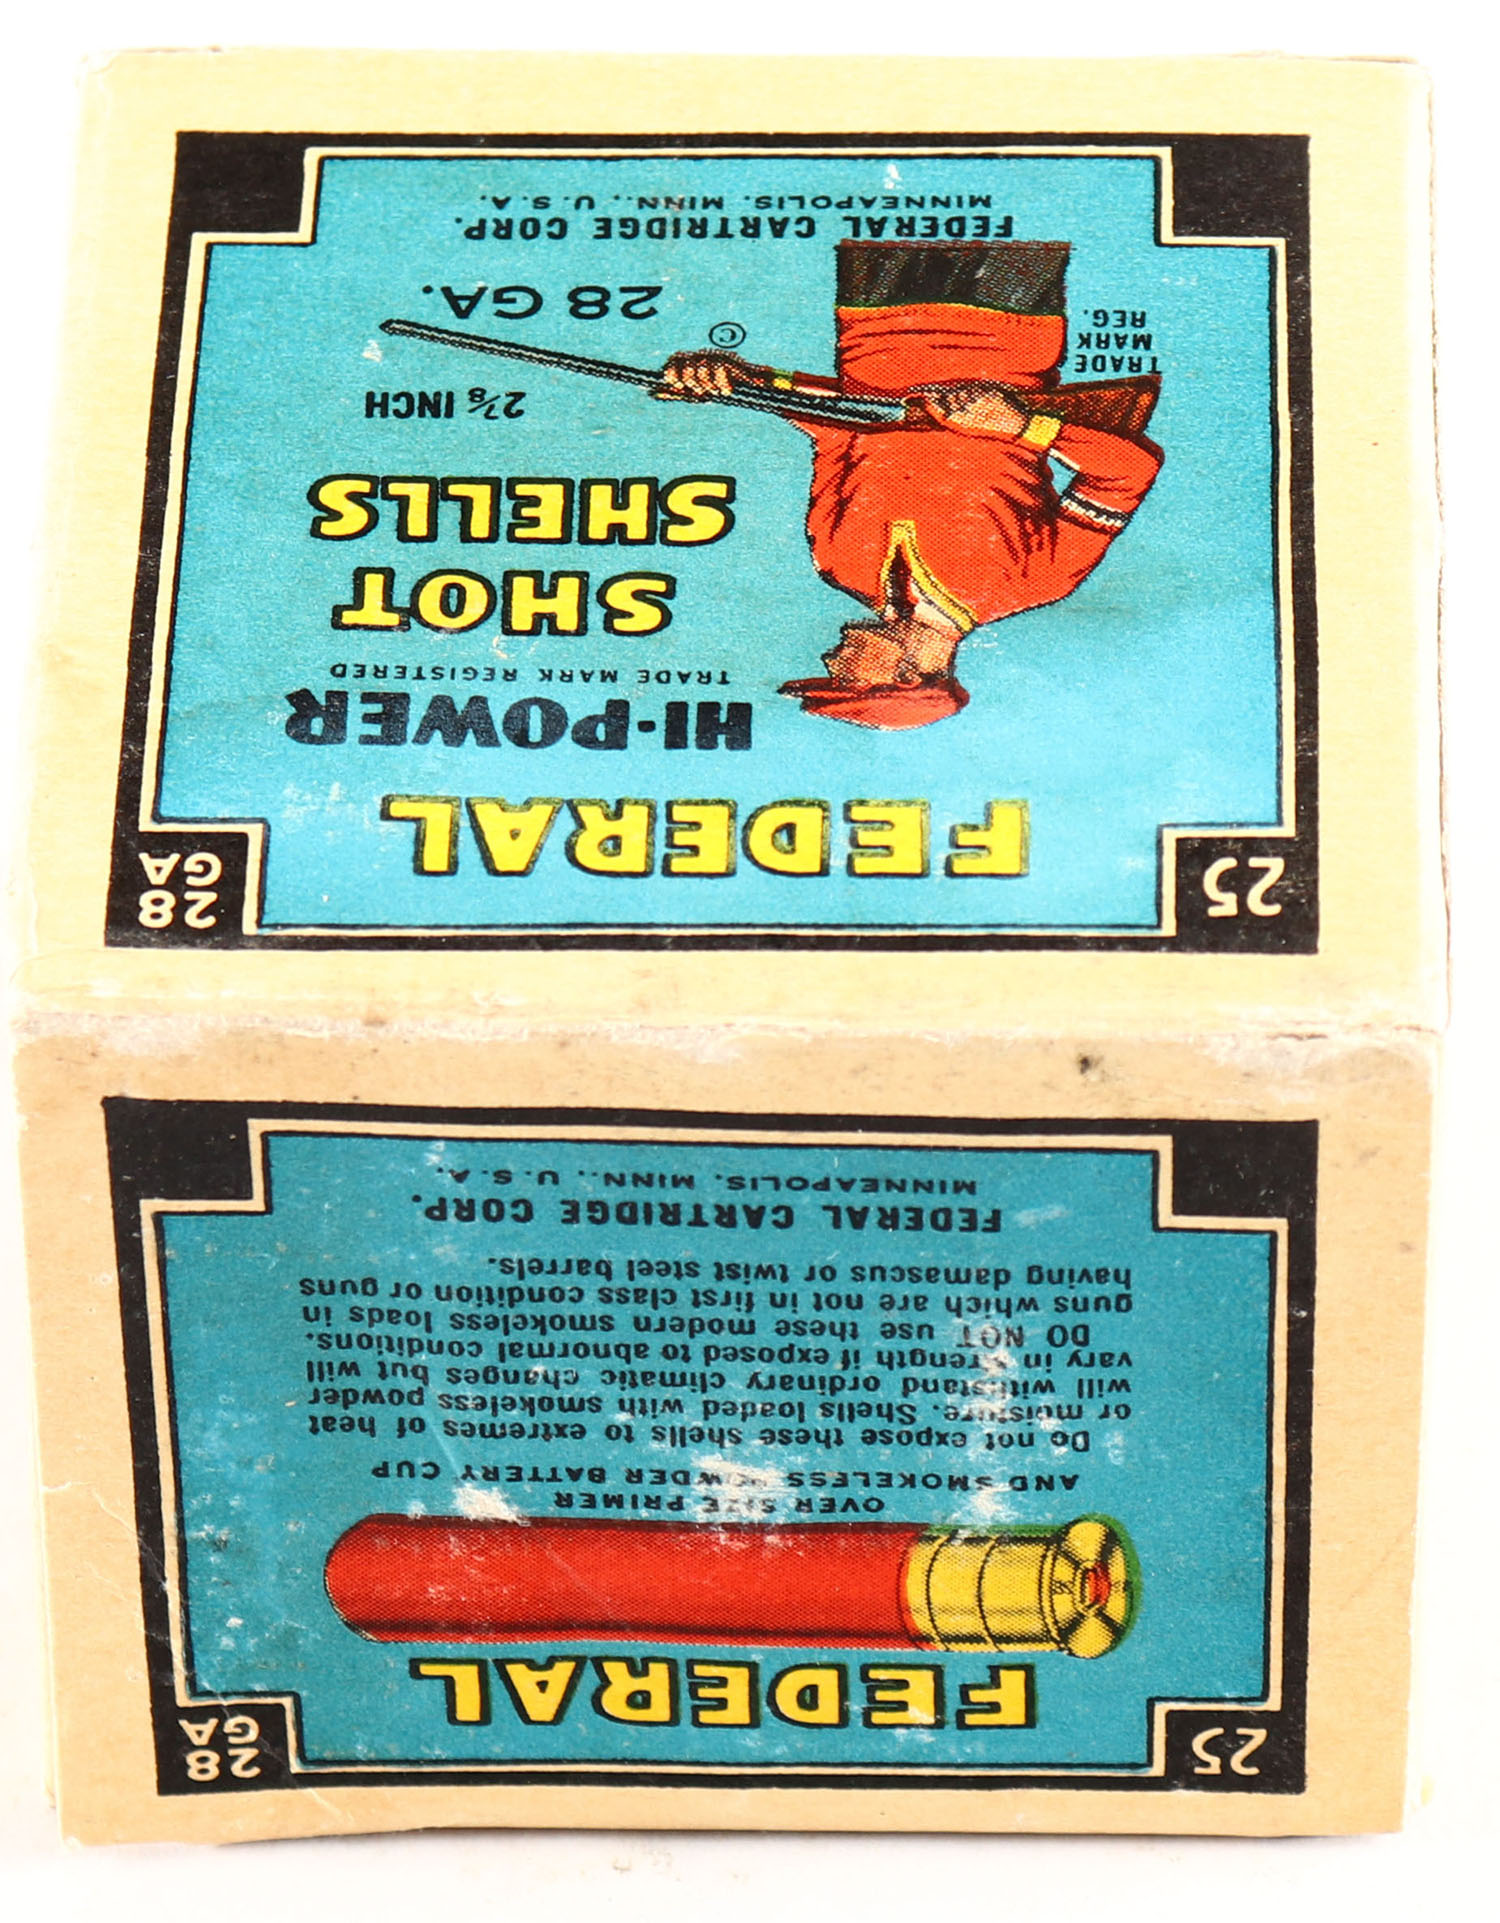 25
28
GA
FEDERAL
OVER SIZE PRIMER
AND SMOKELESS POWDER BATTERY CUP
Do not expose these shells to extremes of heat
or moisture. Shells loaded with smokeless powder
will withstand ordinary climatic changes but will
vary in strength if exposed to abnormal conditions.
DO NOT use these modern smokeless loads in
guns which are not in first class condition or guns
having damascus or twist steel barrels.
FEDERAL CARTRIDGE CORP.
MINNEAPOLIS, MINN., U.S.A.
25
28
GA
FEDERAL
HI-POWER
TRADE MARK REGISTERED
SHOT
SHELLS
2⅞ INCH
TRADE
MARK
REG.
©
28 GA.
FEDERAL CARTRIDGE CORP.
MINNEAPOLIS, MINN., U.S.A.